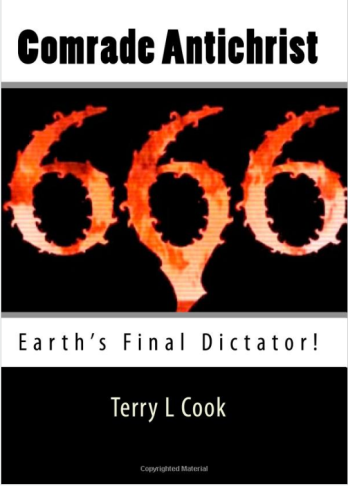 Comrade Antichrist
666
Earth's Final Dictator!
Terry L Cook
Copyrighted Material